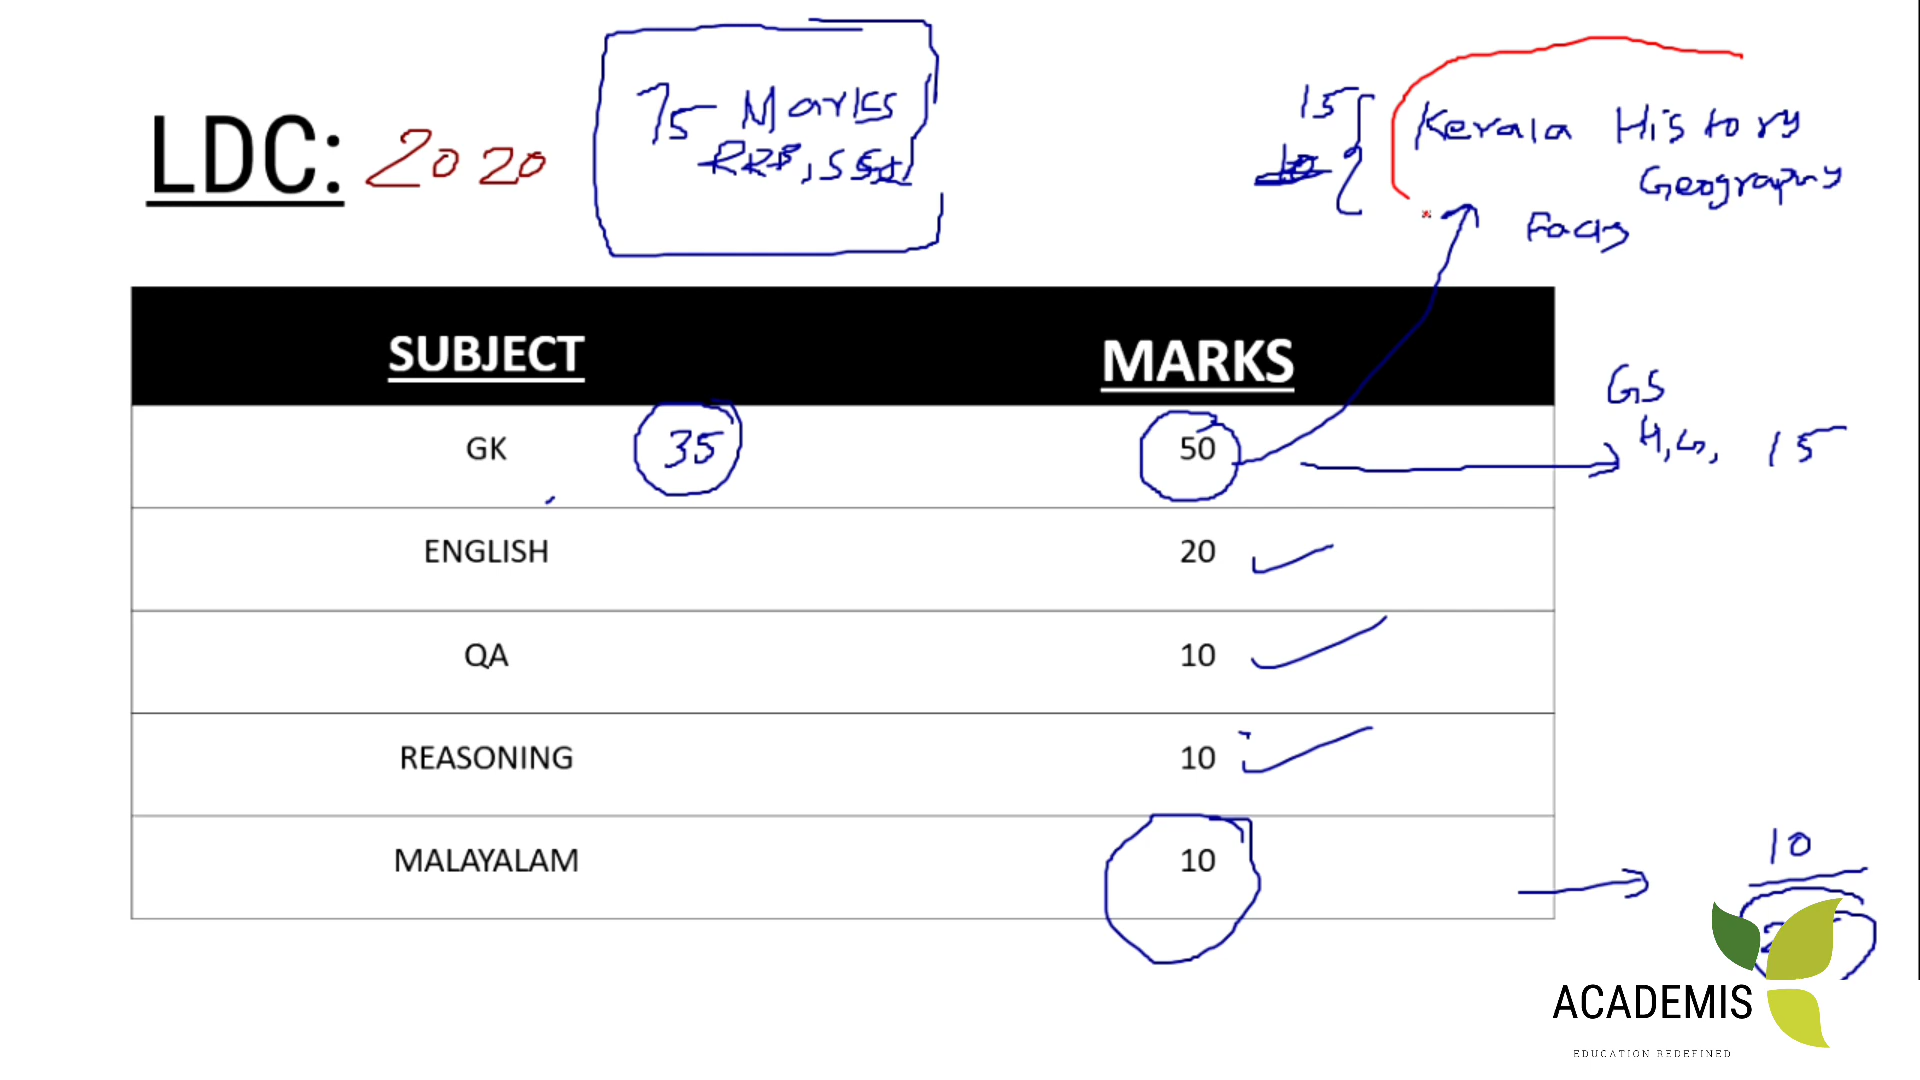 LDC: 2020
75 Marks
RRB, SSC
15
Kerala History
Geography
Facts
SUBJECT MARKS
GK 35 50
GS
H, G, 15
ENGLISH 20
QA 10
REASONING 10
MALAYALAM 10
10
ACADEMIS
EDUCATION REDEFINED